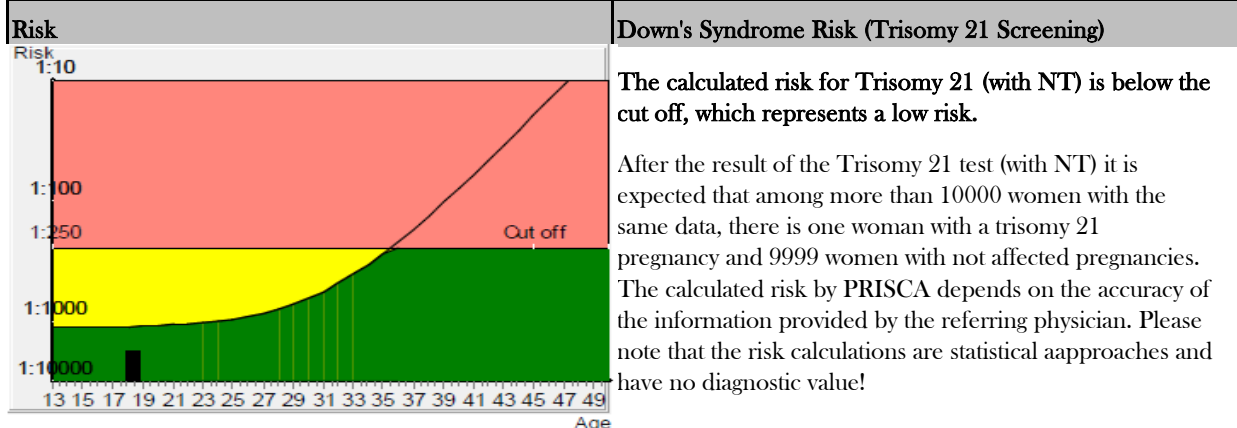 Risk
Down's Syndrome Risk (Trisomy 21 Screening)
Risk
1:10
1:100
1:250
Cut off
1:1000
1:10000
13 15 17 19 21 23 25 27 29 31 33 35 37 39 41 43 45 47 49
Age
The calculated risk for Trisomy 21 (with NT) is below the
cut off, which represents a low risk.
After the result of the Trisomy 21 test (with NT) it is
expected that among more than 10000 women with the
same data, there is one woman with a trisomy 21
pregnancy and 9999 women with not affected pregnancies.
The calculated risk by PRISCA depends on the accuracy of
the information provided by the referring physician. Please
note that the risk calculations are statistical aapproaches and
have no diagnostic value!